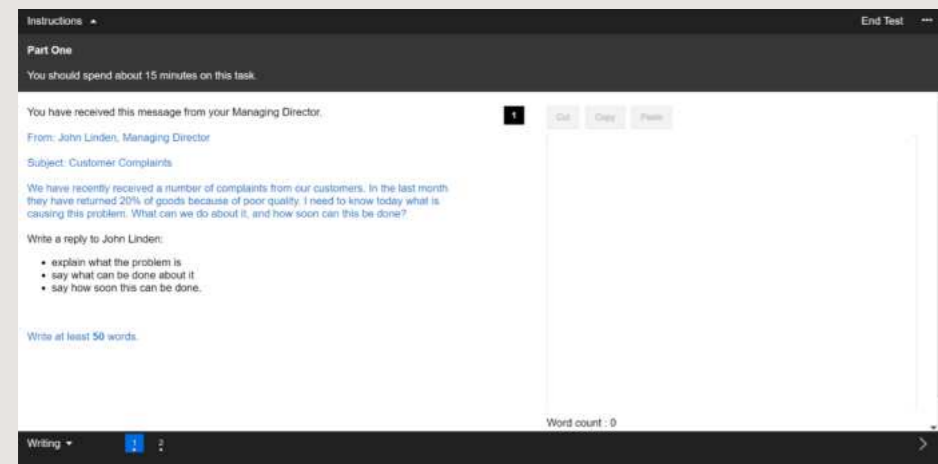 Instructions
End Test
Part One
You should spend about 15 minutes on this task.
You have received this message from your Managing Director.
1
Cut Copy Paste
From: John Linden, Managing Director
Subject: Customer Complaints
We have recently received a number of complaints from our customers. In the last month
they have returned 20% of goods because of poor quality. I need to know today what is
causing this problem. What can we do about it, and how soon can this be done?
Write a reply to John Linden:
• explain what the problem is
• say what can be done about it
• say how soon this can be done.
Write at least 50 words.
Word count : 0
Writing 1 2